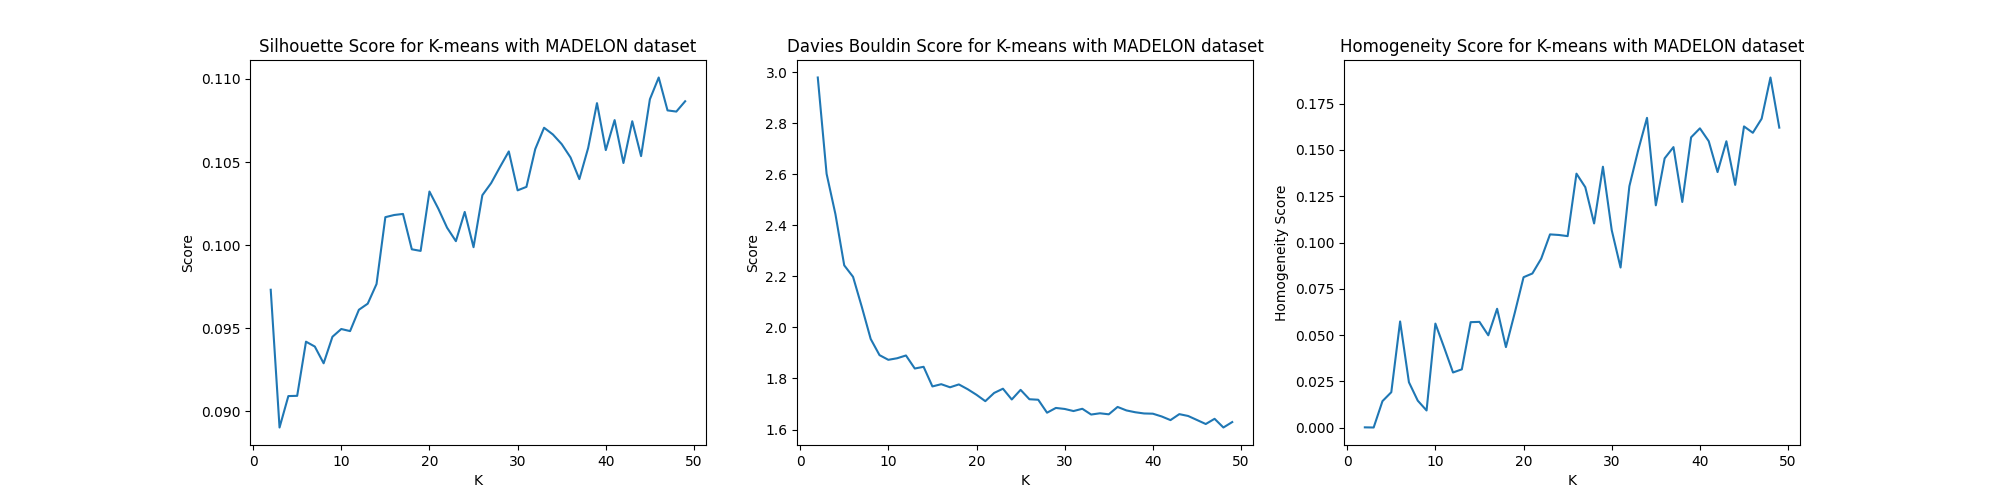 Silhouette Score for K-means with MADELON dataset
0.110
0.105
0.100
0.095
0.090
Score
0 10 20 30 40 50
K
Davies Bouldin Score for K-means with MADELON dataset
3.0
2.8
2.6
2.4
2.2
2.0
1.8
1.6
Score
0 10 20 30 40 50
K
Homogeneity Score for K-means with MADELON dataset
0.175
0.150
0.125
0.100
0.075
0.050
0.025
0.000
Homogeneity Score
0 10 20 30 40 50
K